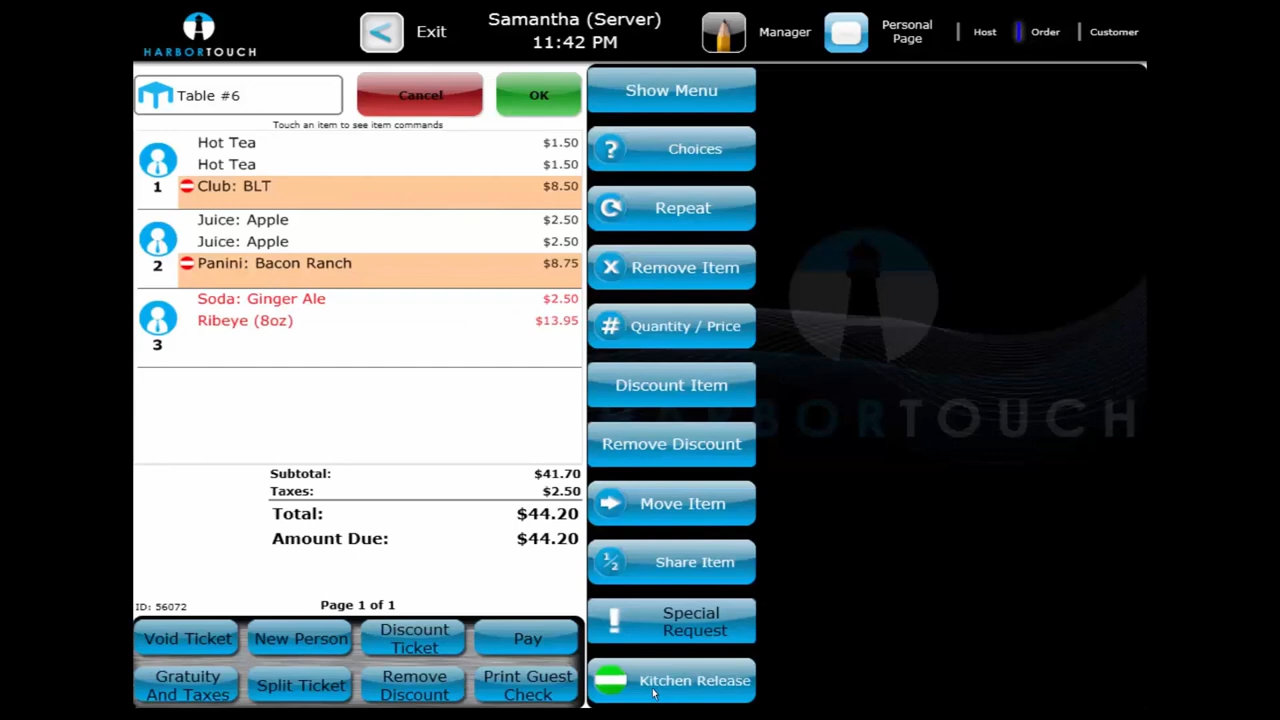 HARBORTOUCH
Exit
Samantha (Server)
11:42 PM
Manager
Personal
Page
Host
Order
Customer
Table #6
Cancel
OK
Touch an item to see item commands
Hot Tea $1.50
Hot Tea $1.50
1 Club: BLT $8.50
Juice: Apple $2.50
Juice: Apple $2.50
2 Panini: Bacon Ranch $8.75
Soda: Ginger Ale $2.50
Ribeye (8oz) $13.95
3
Subtotal: $41.70
Taxes: $2.50
Total: $44.20
Amount Due: $44.20
ID: 56072
Page 1 of 1
Void Ticket
New Person
Discount
Ticket
Pay
Gratuity
And Taxes
Split Ticket
Remove
Discount
Print Guest
Check
Show Menu
? Choices
Repeat
X Remove Item
# Quantity / Price
Discount Item
Remove Discount
Move Item
1/2 Share Item
! Special
Request
Kitchen Release
HARBORTOUCH